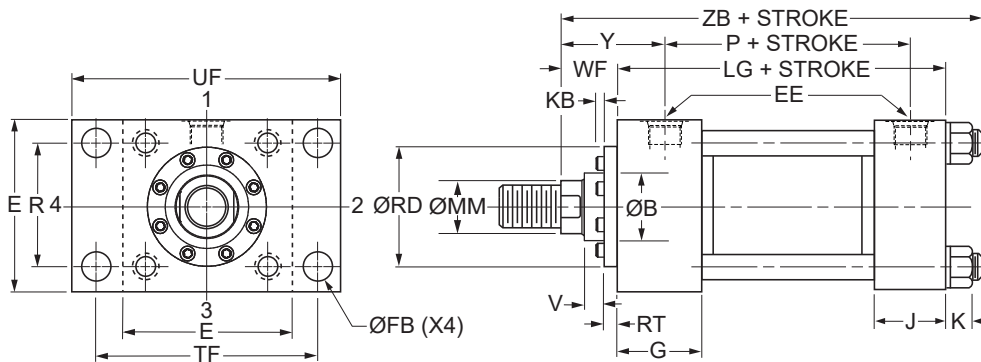 ZB + STROKE
Y
P + STROKE
UF
WF
LG + STROKE
1
KB
EE
E
R
4
2
ØRD
ØMM
ØB
3
V
E
ØFB (X4)
RT
J
K
TF
G